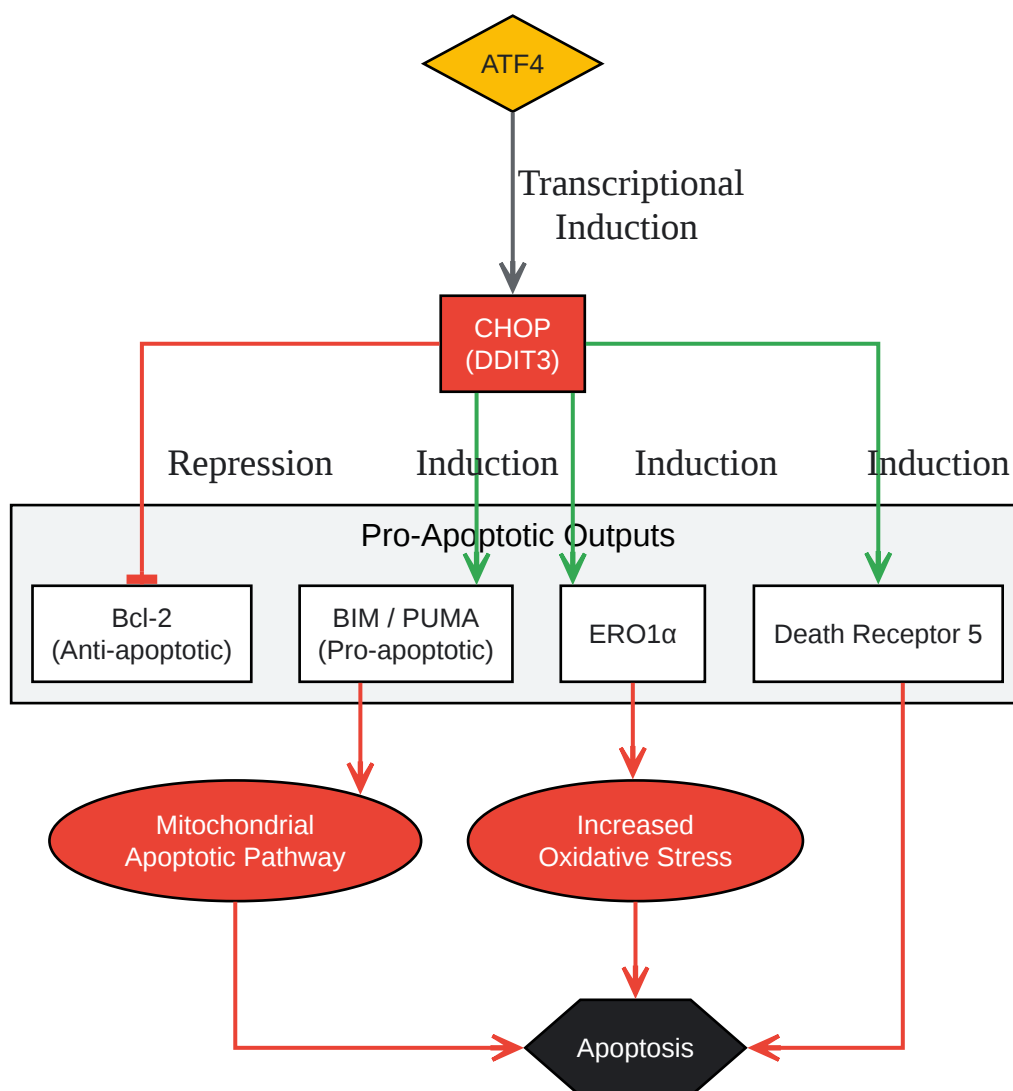 ATF4
Transcriptional
Induction
CHOP
(DDIT3)
Repression
Induction
Induction
Induction
Pro-Apoptotic Outputs
Bcl-2
(Anti-apoptotic)
BIM / PUMA
(Pro-apoptotic)
ERO1α
Death Receptor 5
Mitochondrial
Apoptotic Pathway
Increased
Oxidative Stress
Apoptosis